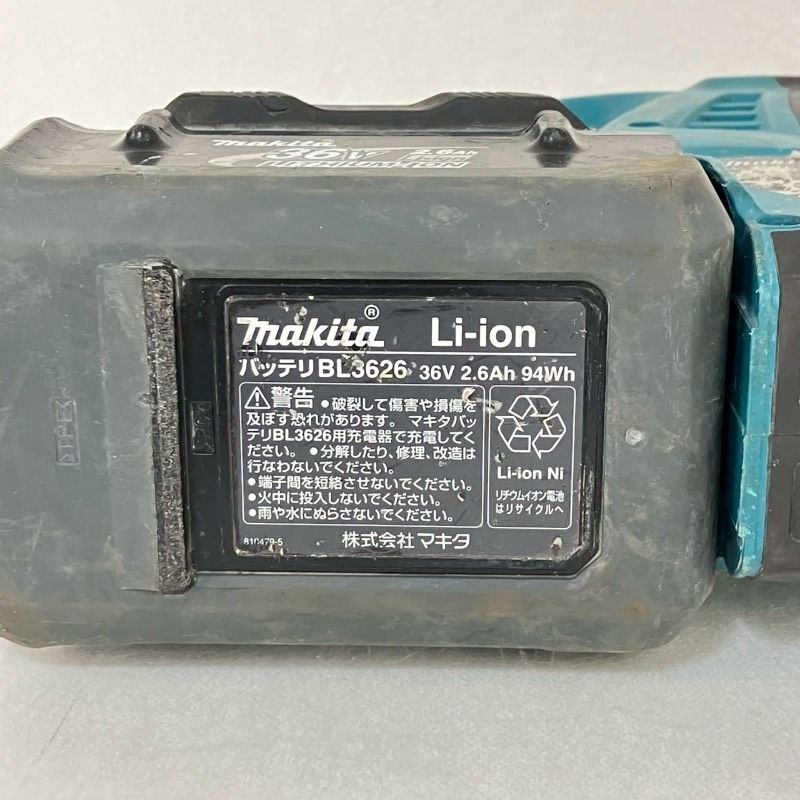 makita
36V 2.6Ah
makita® Li-ion
バッテリBL3626 36V 2.6Ah 94Wh
警告 ●破裂して傷害や損傷を
及ぼす恐れがあります。マキタバッ
テリBL3626用充電器で充電してく
ださい。●分解したり、修理、改造は
行なわないでください。
●端子間を短絡させないでください。
●火中に投入しないでください。
●雨や水にぬらさないでください。
Li-ion Ni
リチウムイオン電池
はリサイクルへ
810479-5
株式会社マキタ